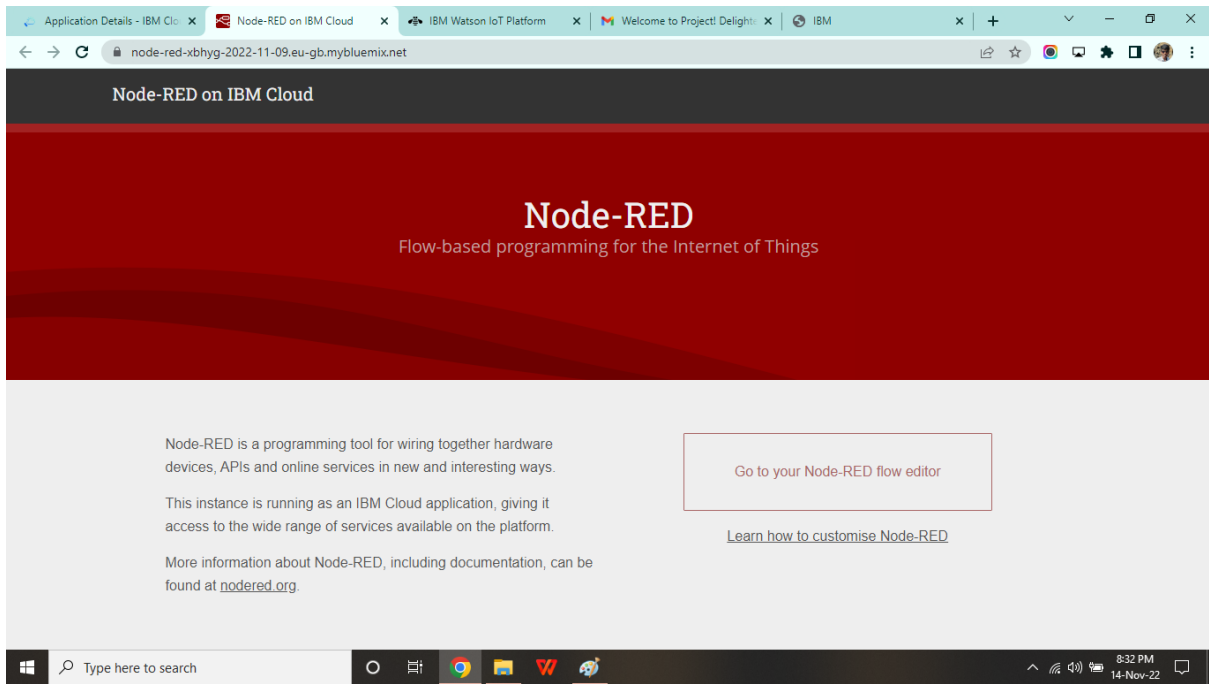 Application Details - IBM Clo
Node-RED on IBM Cloud
IBM Watson IoT Platform
Welcome to Project! Delight
IBM
node-red-xbhyg-2022-11-09.eu-gb.mybluemix.net
Node-RED on IBM Cloud
Node-RED
Flow-based programming for the Internet of Things
Node-RED is a programming tool for wiring together hardware
devices, APIs and online services in new and interesting ways.
This instance is running as an IBM Cloud application, giving it
access to the wide range of services available on the platform.
More information about Node-RED, including documentation, can be
found at nodered.org.
Go to your Node-RED flow editor
Learn how to customise Node-RED
Type here to search
8:32 PM
14-Nov-22